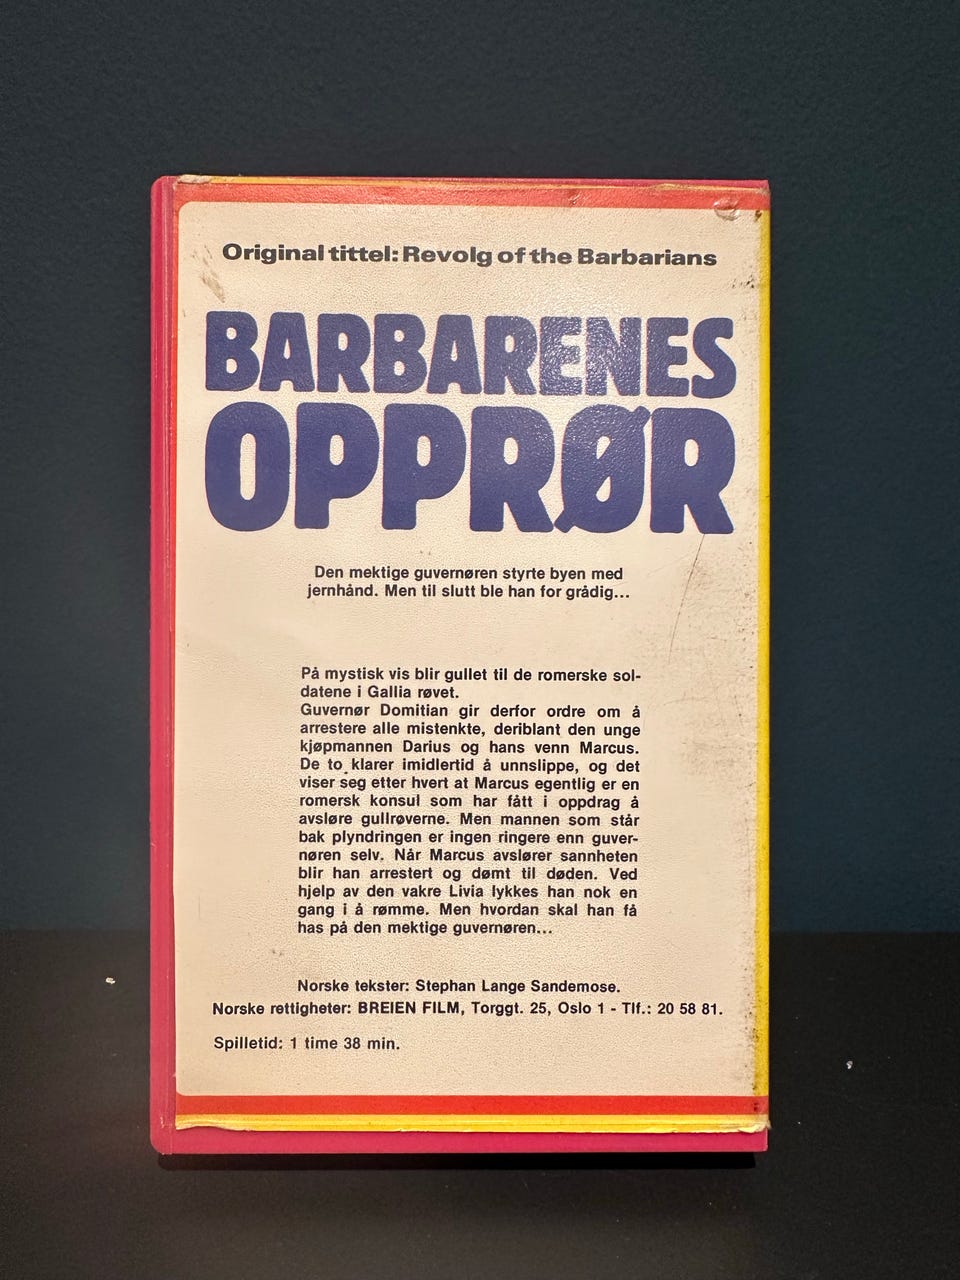 Original tittel: Revolg of the Barbarians
BARBARENES
OPPRØR
Den mektige guvernøren styrte byen med
jernhånd. Men til slutt ble han for grådig...
På mystisk vis blir gullet til de romerske sol-
datene i Gallia røvet.
Guvernør Domitian gir derfor ordre om å
arrestere alle mistenkte, deriblant den unge
kjøpmannen Darius og hans venn Marcus.
De to klarer imidlertid å unnslippe, og det
viser seg etter hvert at Marcus egentlig er en
romersk konsul som har fått i oppdrag å
avsløre gullrøverne. Men mannen som står
bak plyndringen er ingen ringere enn guver-
nøren selv. Når Marcus avslører sannheten
blir han arrestert og dømt til døden. Ved
hjelp av den vakre Livia lykkes han nok en
gang i å rømme. Men hvordan skal han få
has på den mektige guvernøren...
Norske tekster: Stephan Lange Sandemose.
Norske rettigheter: BREIEN FILM, Torggt. 25, Oslo 1 - Tlf.: 20 58 81.
Spilletid: 1 time 38 min.